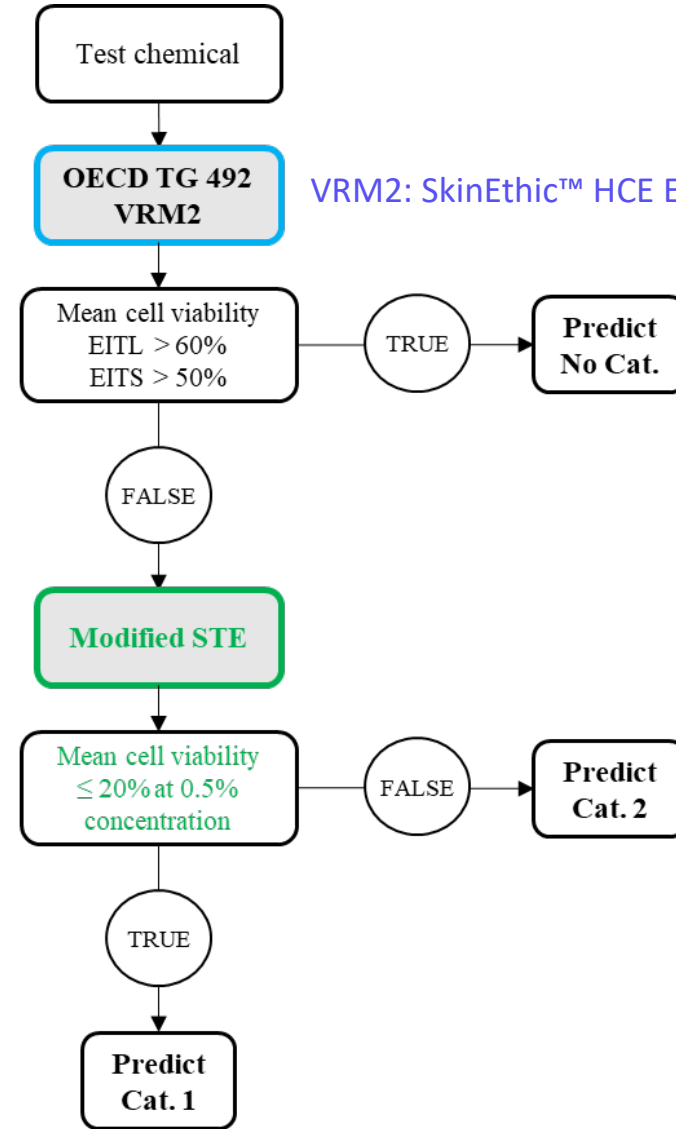 Test chemical
OECD TG 492
VRM2
VRM2: SkinEthic™ HCE E
Mean cell viability
EITL > 60%
EITS > 50%
TRUE
Predict
No Cat.
FALSE
Modified STE
Mean cell viability
≤ 20% at 0.5%
concentration
FALSE
Predict
Cat. 2
TRUE
Predict
Cat. 1